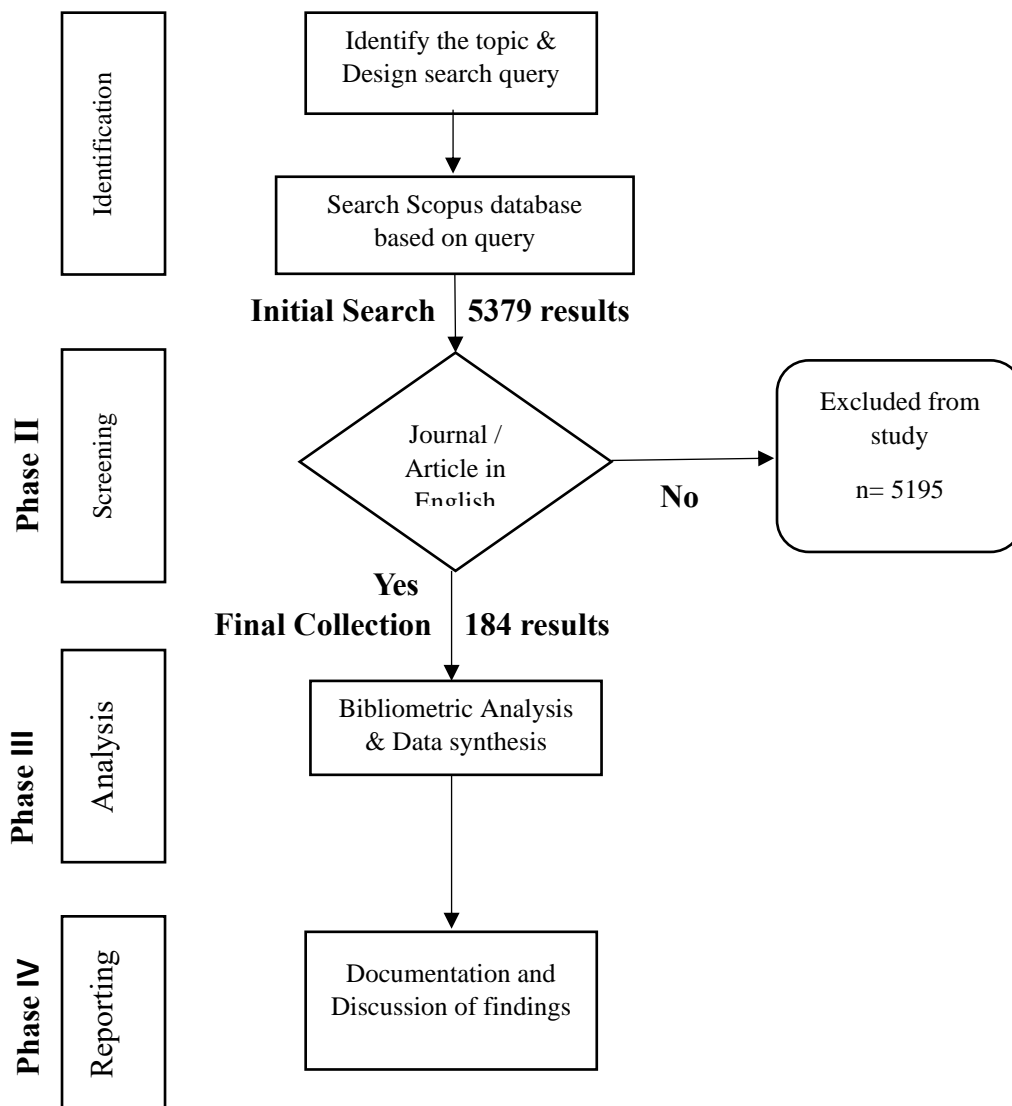 Identification
Identify the topic &
Design search query
Search Scopus database
based on query
Initial Search
5379 results
Phase II
Screening
Journal /
Article in
English
No
Excluded from
study
n= 5195
Yes
Final Collection
184 results
Phase III
Analysis
Bibliometric Analysis
& Data synthesis
Phase IV
Reporting
Documentation and
Discussion of findings